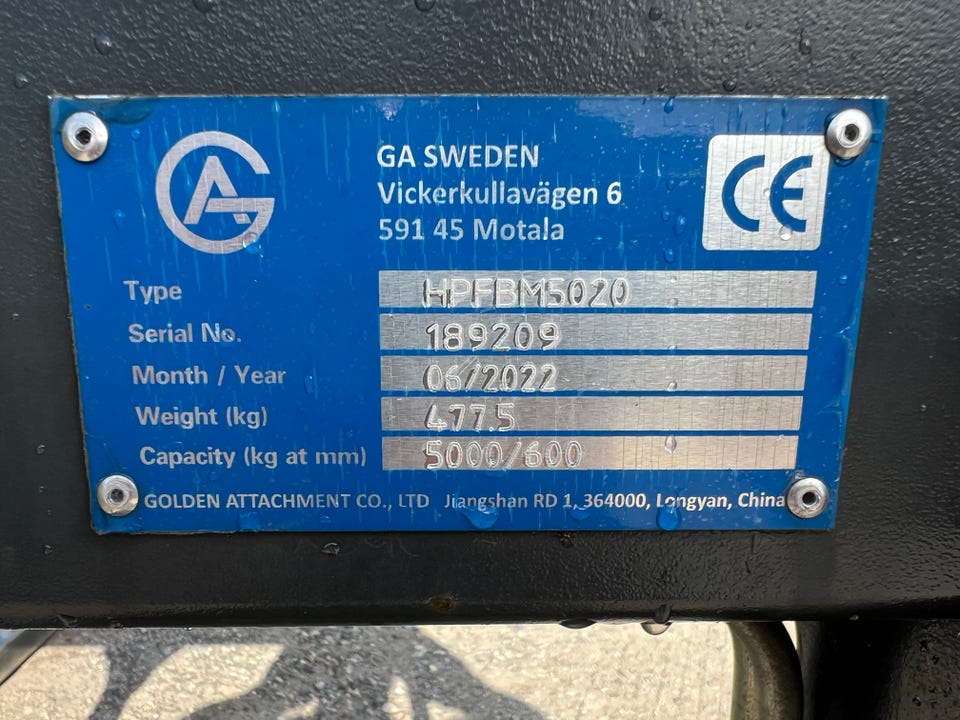 GA
GA SWEDEN
Vickerkullavägen 6
591 45 Motala
CE
Type HPFBM5020
Serial No. 189209
Month / Year 06/2022
Weight (kg) 477.5
Capacity (kg at mm) 5000/600
GOLDEN ATTACHMENT CO., LTD Jiangshan RD 1, 364000, Longyan, China